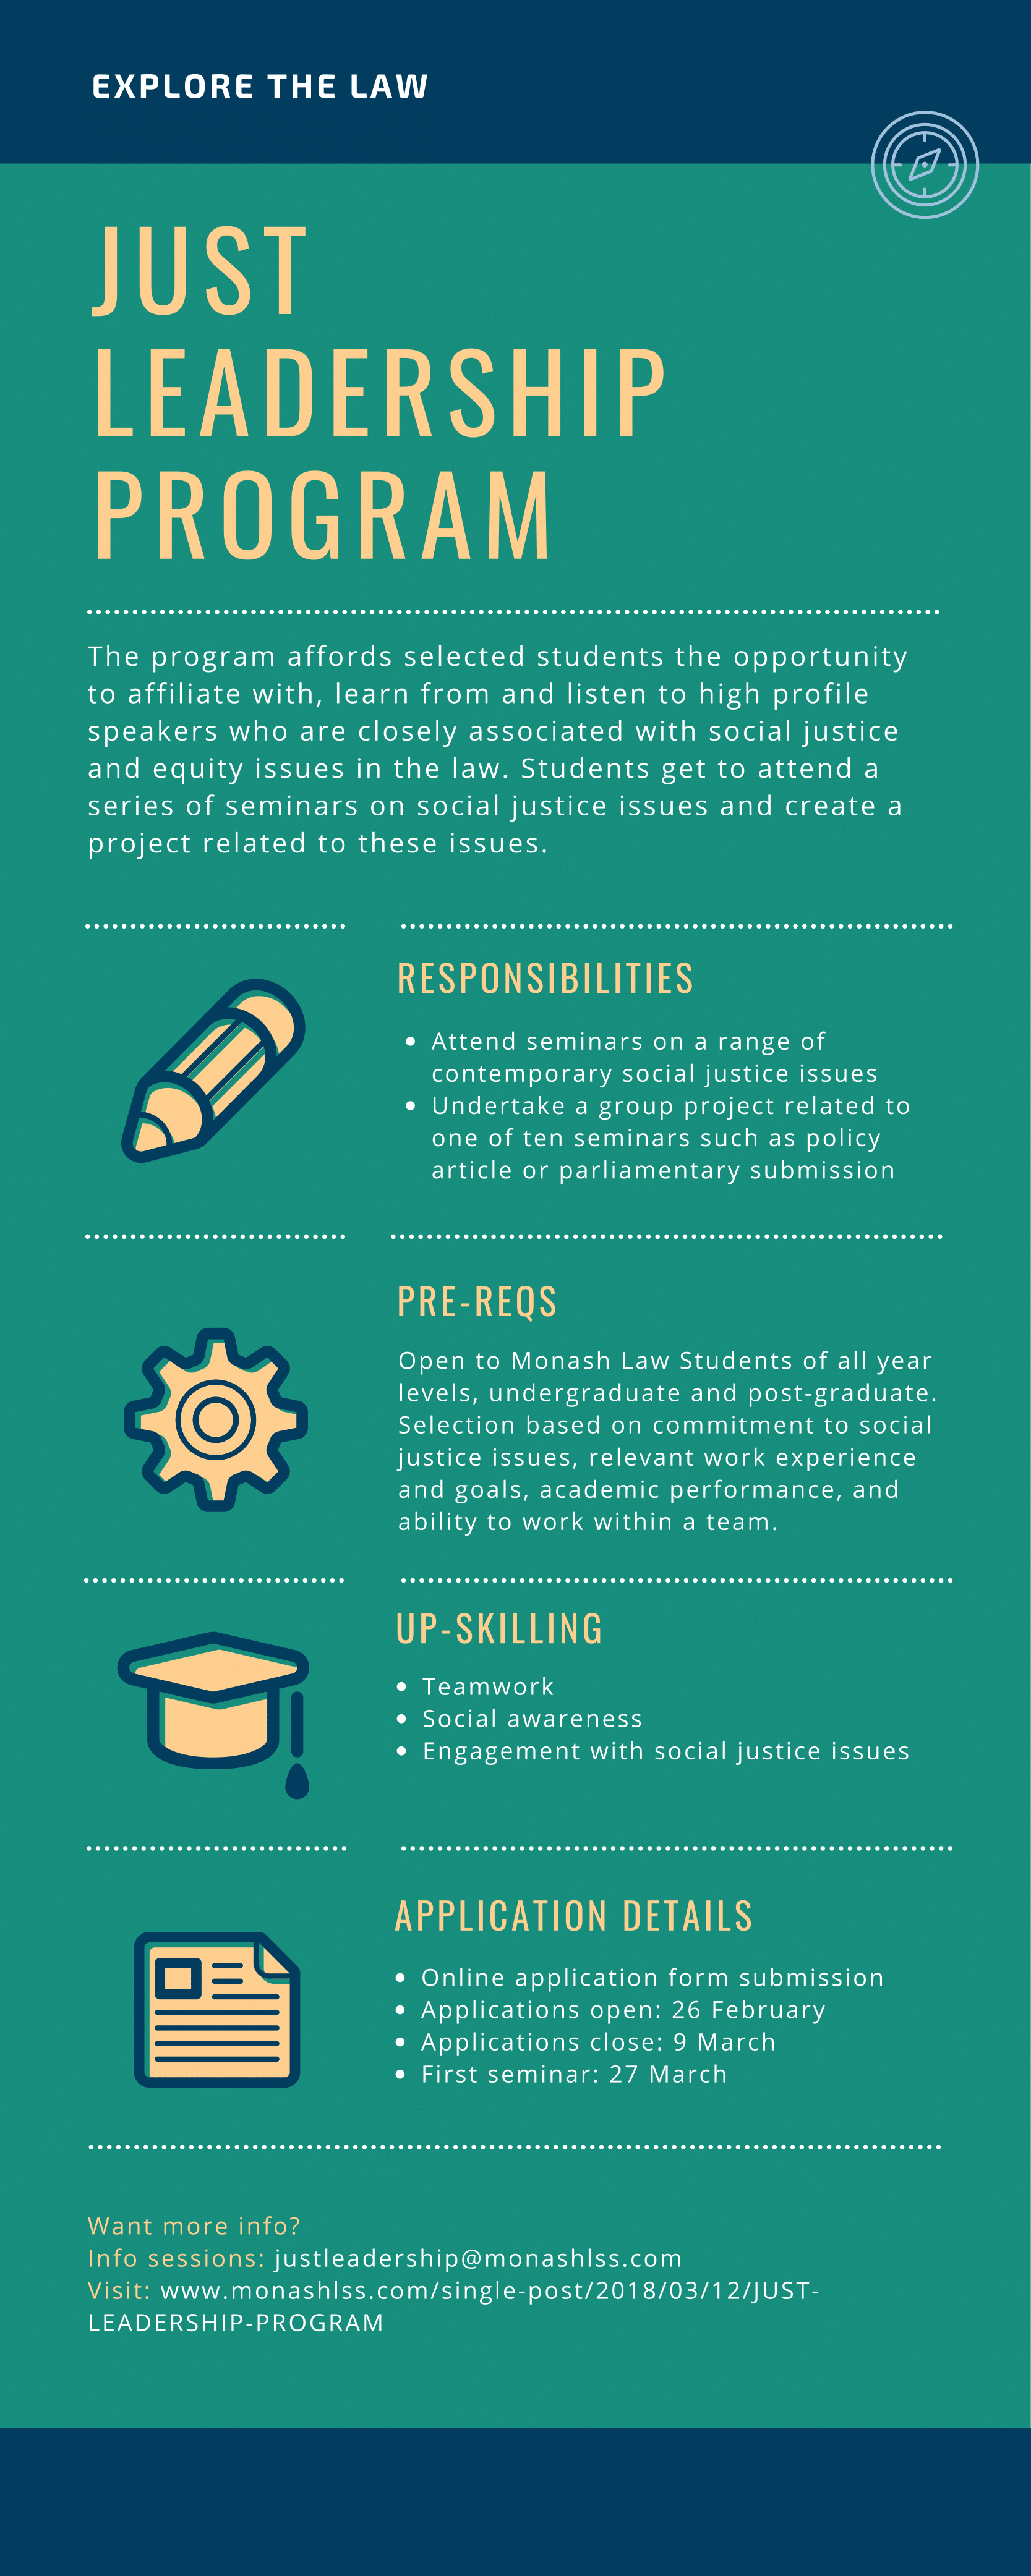 EXPLORE THE LAW
JUST
LEADERSHIP
PROGRAM
The program affords selected students the opportunity
to affiliate with, learn from and listen to high profile
speakers who are closely associated with social justice
and equity issues in the law. Students get to attend a
series of seminars on social justice issues and create a
project related to these issues.
RESPONSIBILITIES
• Attend seminars on a range of
contemporary social justice issues
• Undertake a group project related to
one of ten seminars such as policy
article or parliamentary submission
PRE-REQS
Open to Monash Law Students of all year
levels, undergraduate and post-graduate.
Selection based on commitment to social
justice issues, relevant work experience
and goals, academic performance, and
ability to work within a team.
UP-SKILLING
• Teamwork
• Social awareness
• Engagement with social justice issues
APPLICATION DETAILS
• Online application form submission
• Applications open: 26 February
• Applications close: 9 March
• First seminar: 27 March
Want more info?
Info sessions: justleadership@monashlss.com
Visit: www.monashlss.com/single-post/2018/03/12/JUST-
LEADERSHIP-PROGRAM